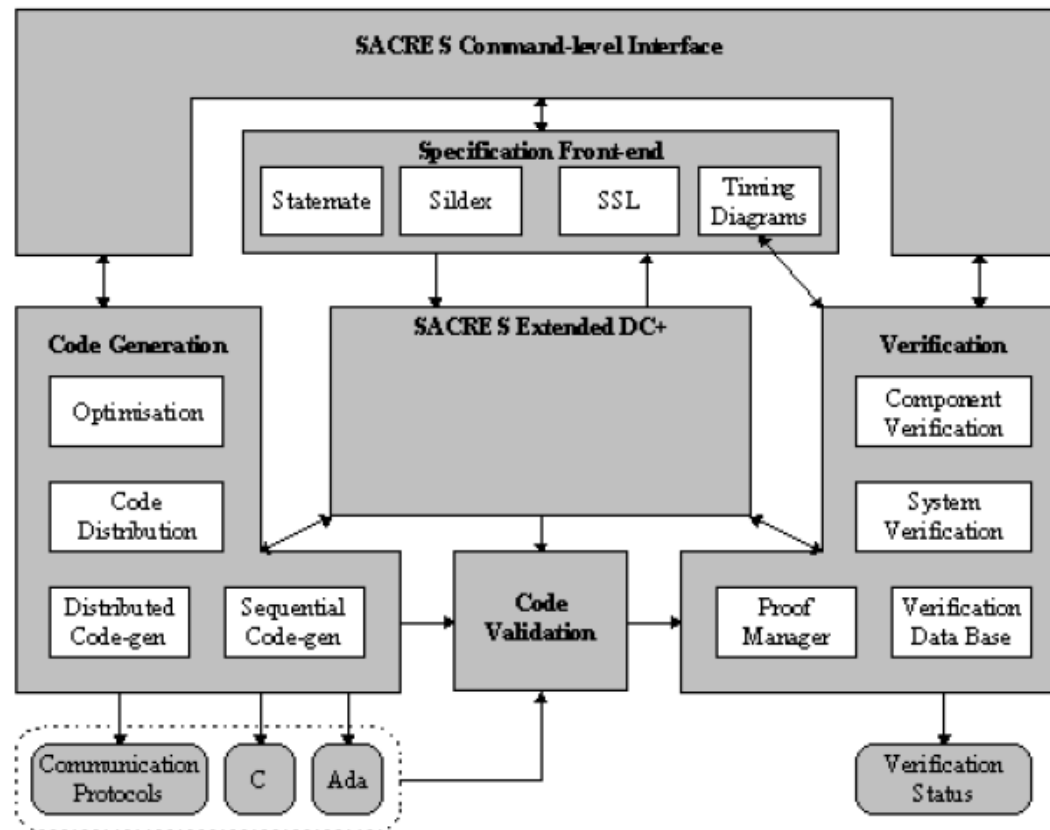 SACRES Command-level Interface
Specification Front-end
Statemate
Sildex
SSL
Timing
Diagrams
SACRES Extended DC+
Code Generation
Optimisation
Code
Distribution
Distributed
Code-gen
Sequential
Code-gen
Code
Validation
Verification
Component
Verification
System
Verification
Proof
Manager
Verification
Data Base
Communication
Protocols
C
Ada
Verification
Status